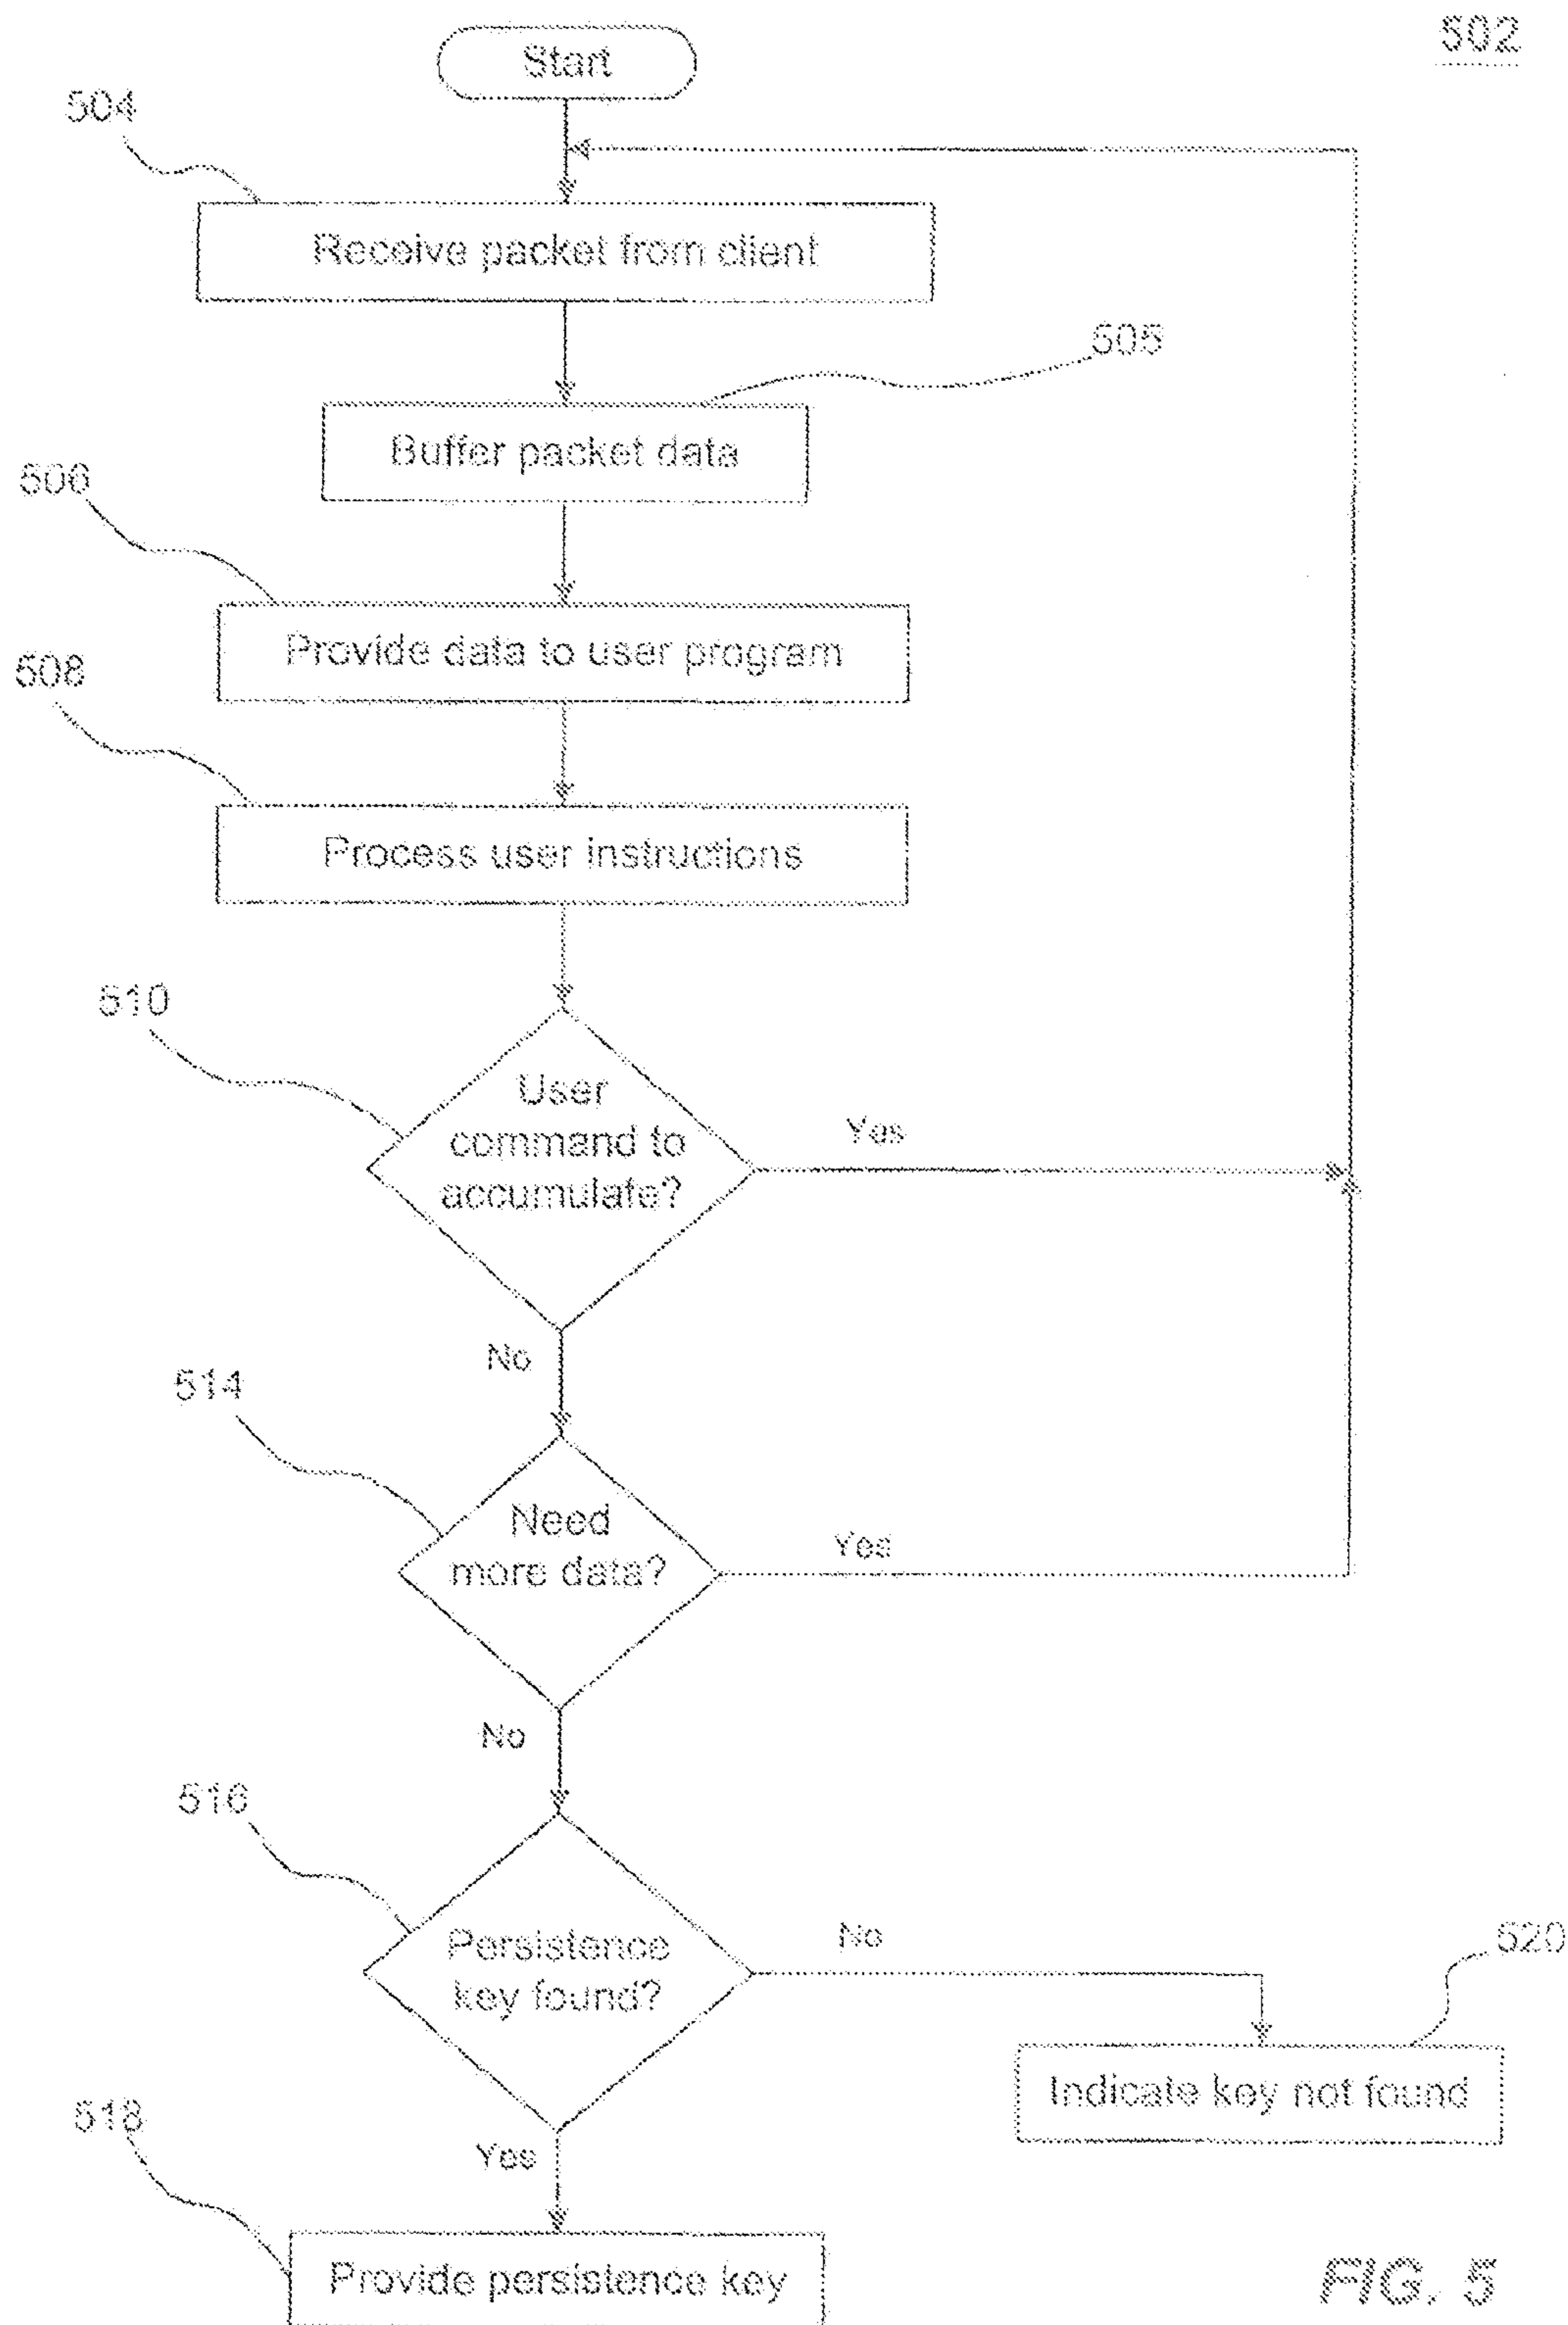 502
Start
504
Receive packet from client
505
Buffer packet data
506
Provide data to user program
508
Process user instructions
510
User
command to
accumulate?
Yes
No
514
Need
more data?
Yes
No
516
Persistence
key found?
No
520
Indicate key not found
Yes
518
Provide persistence key
FIG. 5